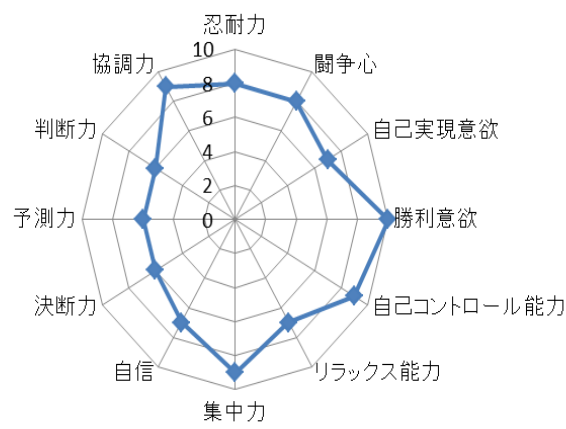 忍耐力
10
協調力
闘争心
8
判断力
6
自己実現意欲
4
2
予測力
0
勝利意欲
決断力
自己コントロール能力
自信
リラックス能力
集中力